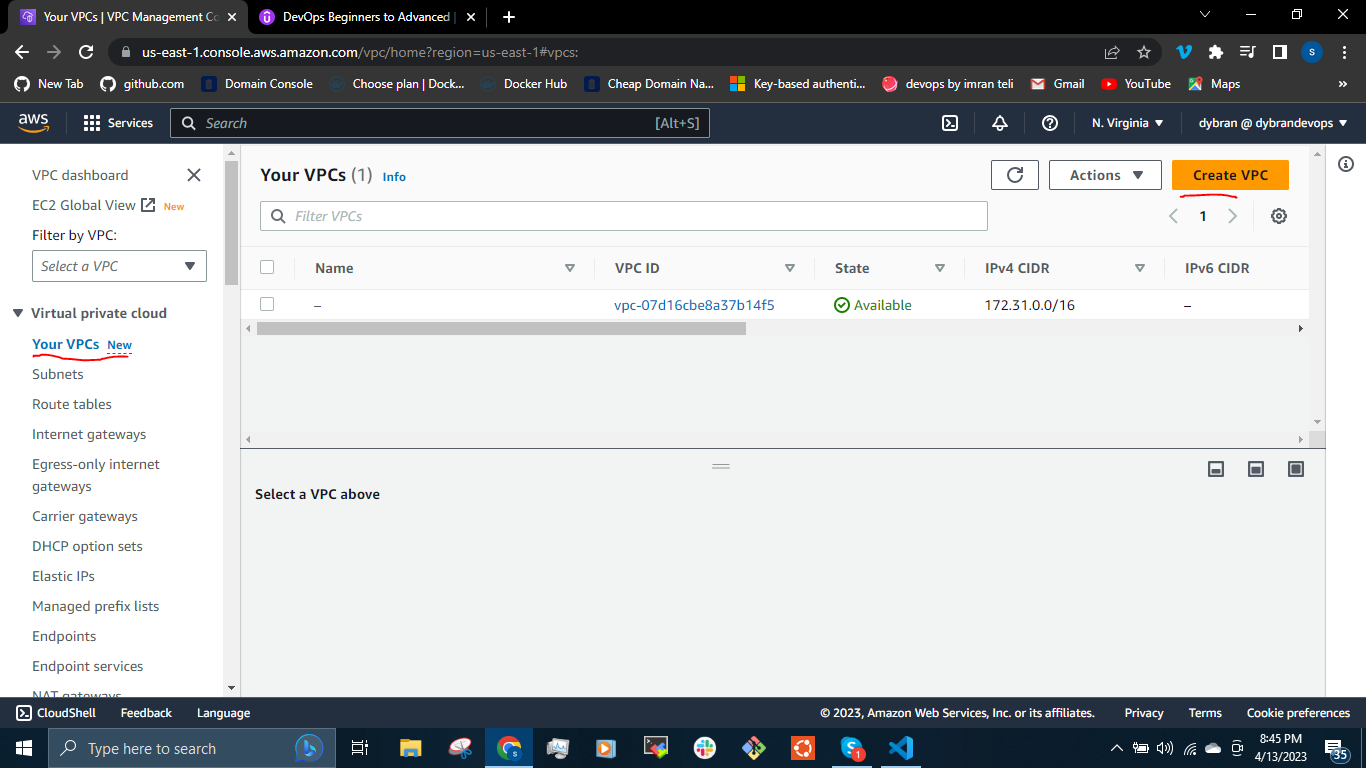 Your VPCs | VPC Management Co
DevOps Beginners to Advanced |
us-east-1.console.aws.amazon.com/vpc/home?region=us-east-1#vpcs:
S
New Tab
github.com
Domain Console
Choose plan | Dock...
Docker Hub
Cheap Domain Na...
Key-based authenti...
devops by imran teli
Gmail
YouTube
Maps
»
aws
Services
Search
[Alt+S]
N. Virginia
dybran @ dybrandevops
VPC dashboard
EC2 Global View New
Filter by VPC:
Select a VPC
Virtual private cloud
Your VPCs New
Subnets
Route tables
Internet gateways
Egress-only internet
gateways
Carrier gateways
DHCP option sets
Elastic IPs
Managed prefix lists
Endpoints
Endpoint services
NAT gateways
Your VPCs (1) Info
Actions
Create VPC
Filter VPCs
1
Name VPC ID State IPv4 CIDR IPv6 CIDR
– vpc-07d16cbe8a37b14f5 Available 172.31.0.0/16 –
Select a VPC above
CloudShell Feedback Language
© 2023, Amazon Web Services, Inc. or its affiliates. Privacy Terms Cookie preferences
Type here to search
S
1
8:45 PM
4/13/2023
35